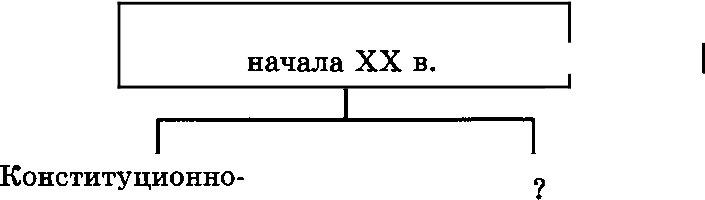 начала XX в.
Конституционно-
?